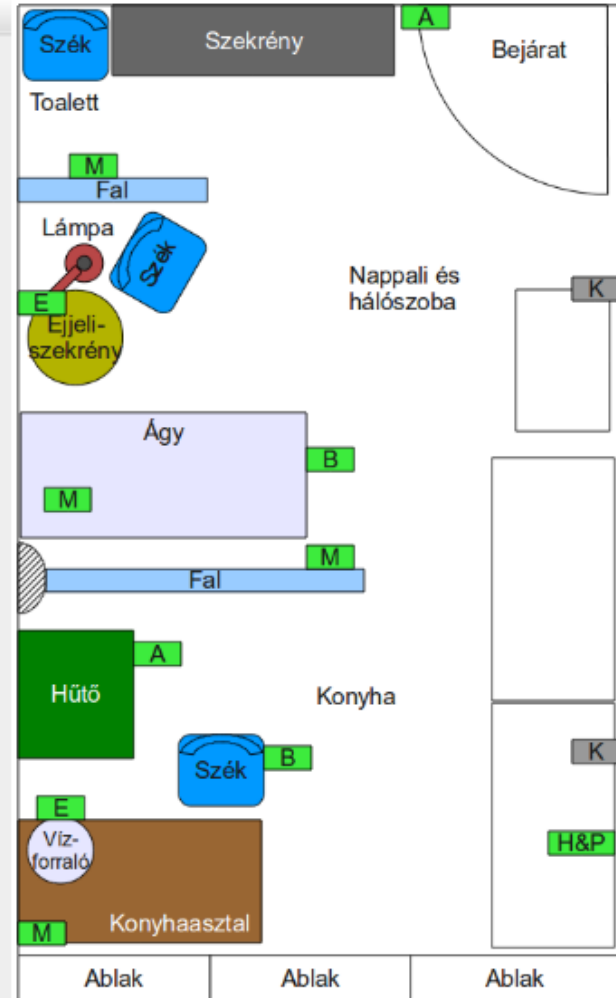 Szék
Szekrény
A
Bejárat
Toalett
M
Fal
Lámpa
Szék
Nappali és
hálószoba
K
E
Ejjeli-
szekrény
Ágy
B
M
M
Fal
A
Hűtő
Konyha
K
B
Szék
E
Víz-
forraló
H&P
Konyhaasztal
M
Ablak
Ablak
Ablak